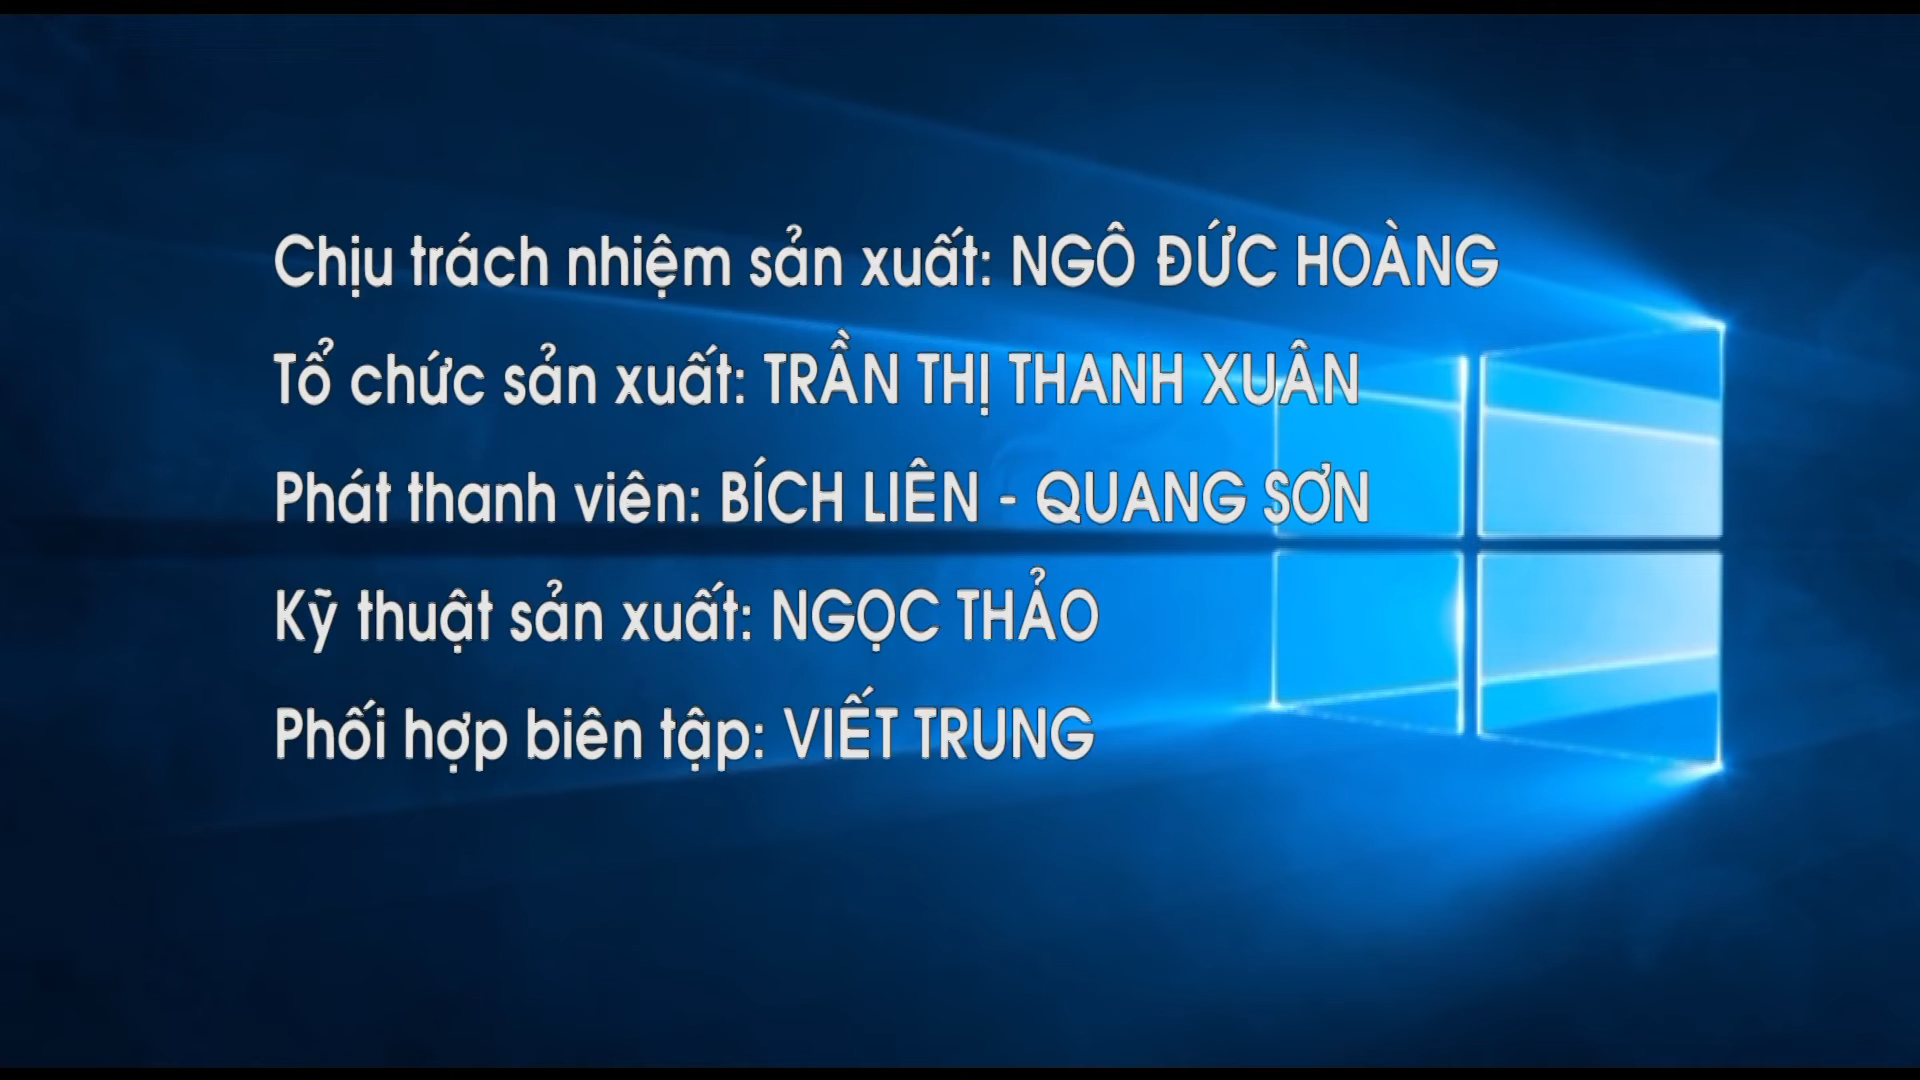 Chịu trách nhiệm sản xuất: NGÔ ĐỨC HOÀNG
Tổ chức sản xuất: TRẦN THỊ THANH XUÂN
Phát thanh viên: BÍCH LIÊN - QUANG SƠN
Kỹ thuật sản xuất: NGỌC THẢO
Phối hợp biên tập: VIẾT TRUNG